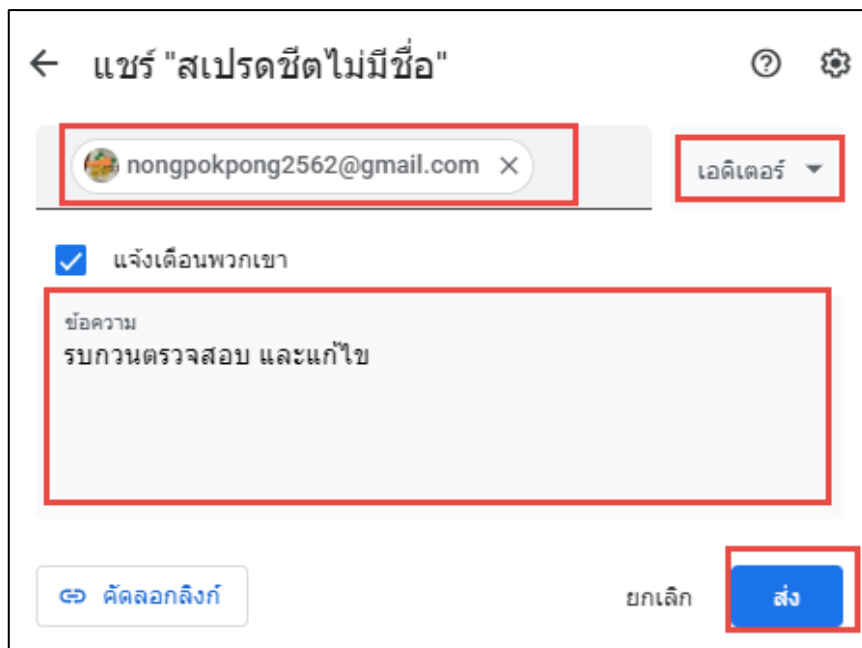 แชร์ "สเปรดชีตไม่มีชื่อ"
nongpokpong2562@gmail.com
เอดิเตอร์
แจ้งเตือนพวกเขา
ข้อความ
รบกวนตรวจสอบ และแก้ไข
คัดลอกลิงก์
ยกเลิก
ส่ง